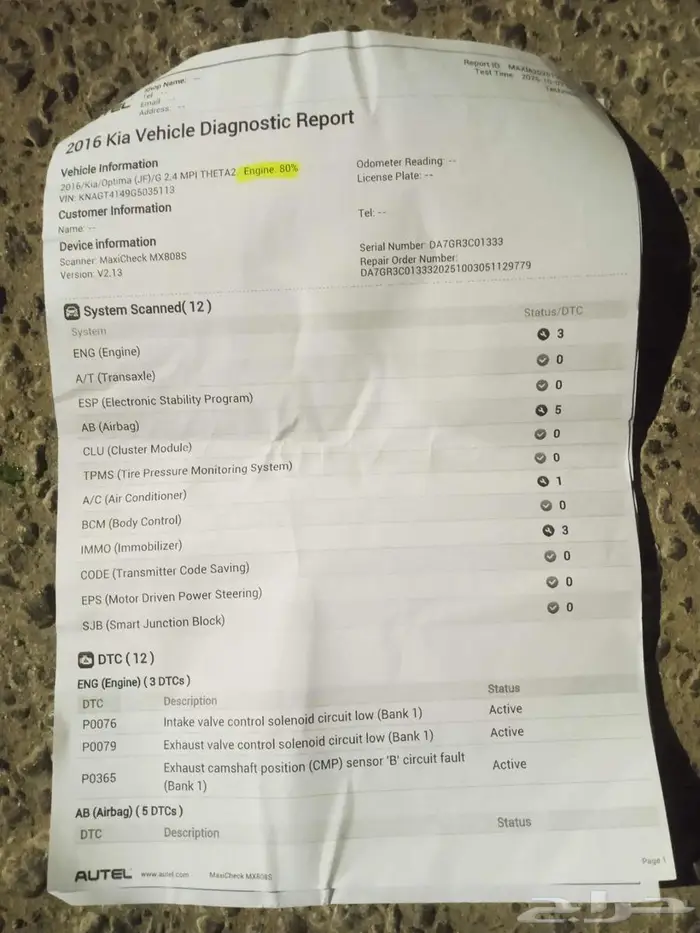 Shop Name: --
Tel --
Email --
Address: --
Report ID
Test Time
2016 Kia Vehicle Diagnostic Report
Vehicle Information
2016/Kia/Optima (JF)/G 2.4 MPI THETA2 Engine 80%
VIN: KNAGT4149G5035113
Odometer Reading: --
License Plate: --
Customer Information
Name: --
Tel: --
Device information
Scanner: MaxiCheck MX808S
Version: V2.13
Serial Number: DA7GR3C01333
Repair Order Number:
DA7GR3C0133320251003051129779
System Scanned( 12 )
System Status/DTC
ENG (Engine) 3
A/T (Transaxle) 0
ESP (Electronic Stability Program) 0
AB (Airbag) 5
CLU (Cluster Module) 0
TPMS (Tire Pressure Monitoring System) 0
A/C (Air Conditioner) 1
BCM (Body Control) 0
IMMO (Immobilizer) 3
CODE (Transmitter Code Saving) 0
EPS (Motor Driven Power Steering) 0
SJB (Smart Junction Block) 0
DTC ( 12 )
ENG (Engine) ( 3 DTCs )
DTC Description Status
P0076 Intake valve control solenoid circuit low (Bank 1) Active
P0079 Exhaust valve control solenoid circuit low (Bank 1) Active
P0365 Exhaust camshaft position (CMP) sensor 'B' circuit fault Active
(Bank 1)
AB (Airbag) ( 5 DTCs )
DTC Description Status
Page 1
AUTEL www.autel.com MaxiCheck MX808S
حراج